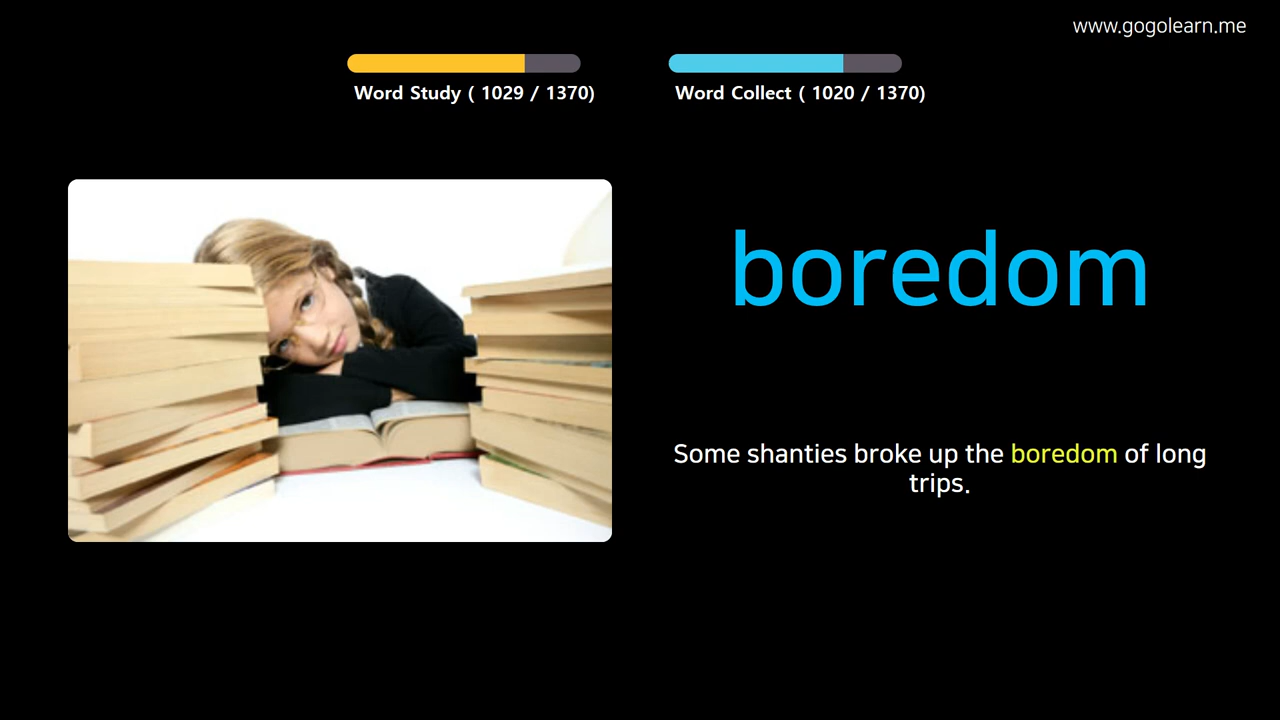 www.gogolearn.me
Word Study ( 1029 / 1370)
Word Collect ( 1020 / 1370)
boredom
Some shanties broke up the boredom of long
trips.